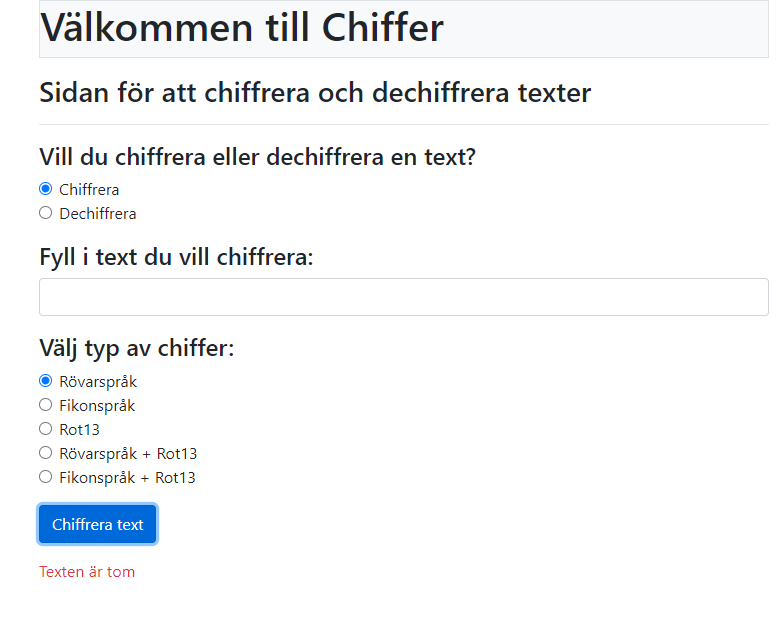 Välkommen till Chiffer
Sidan för att chiffrera och dechiffrera texter
Vill du chiffrera eller dechiffrera en text?
Chiffrera
Dechiffrera
Fyll i text du vill chiffrera:
Välj typ av chiffer:
Rövarspråk
Fikonspråk
Rot13
Rövarspråk + Rot13
Fikonspråk + Rot13
Chiffrera text
Texten är tom